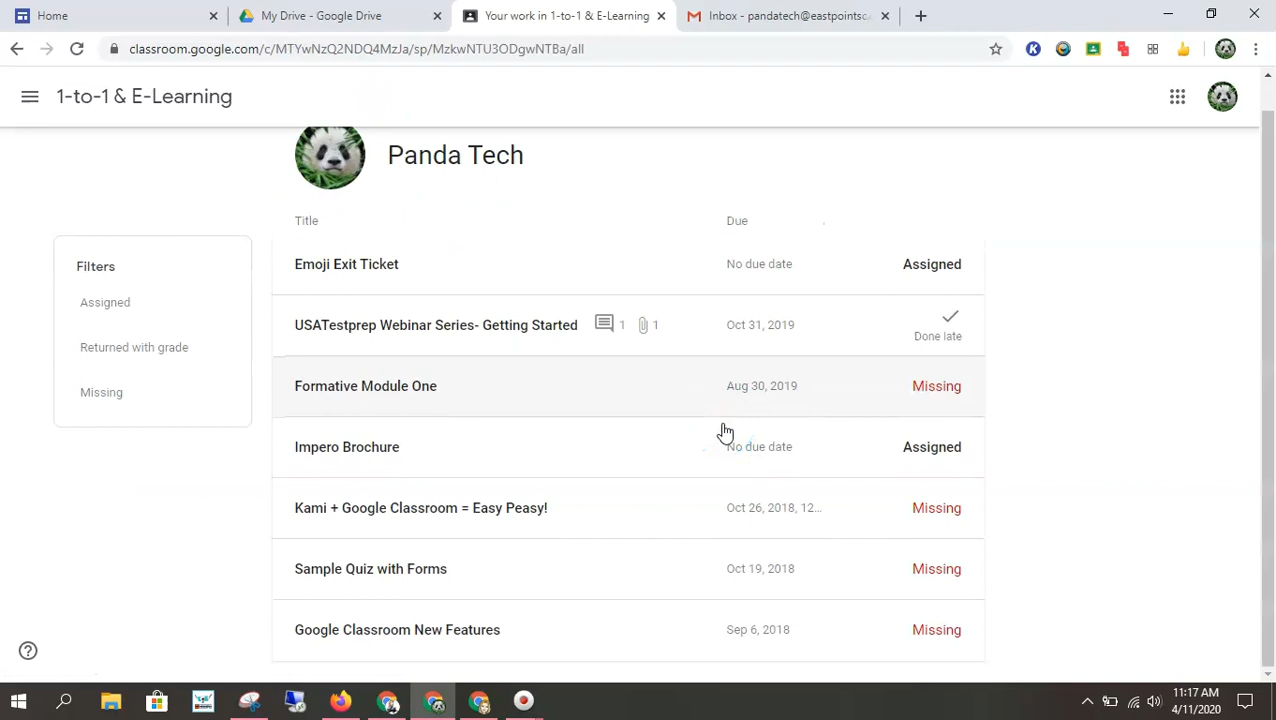 Home
My Drive - Google Drive
Your work in 1-to-1 & E-Learning
Inbox - pandatech@eastpointsc
classroom.google.com/c/MTYwNzQ2NDQ4MzJa/sp/MzkwNTU3ODgwNTBa/all
1-to-1 & E-Learning
Panda Tech
Title Due
Filters
Assigned
Returned with grade
Missing
Emoji Exit Ticket No due date Assigned
USATestprep Webinar Series- Getting Started 1 1 Oct 31, 2019 Done late
Formative Module One Aug 30, 2019 Missing
Impero Brochure No due date Assigned
Kami + Google Classroom = Easy Peasy! Oct 26, 2018, 12... Missing
Sample Quiz with Forms Oct 19, 2018 Missing
Google Classroom New Features Sep 6, 2018 Missing
11:17 AM
4/11/2020